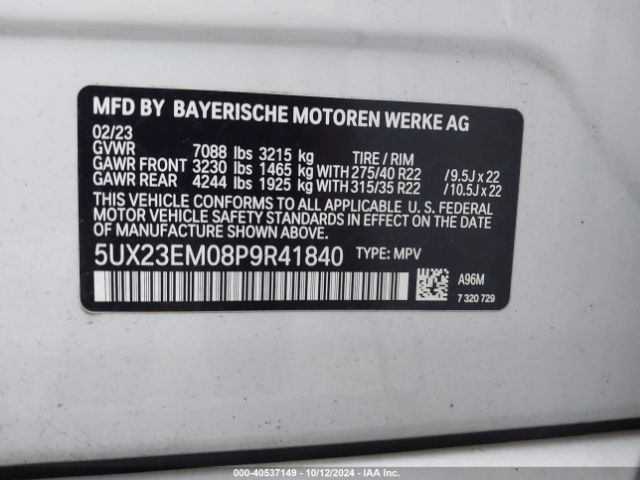 MFD BY BAYERISCHE MOTOREN WERKE AG
02/23
GVWR 7088 lbs 3215 kg TIRE / RIM
GAWR FRONT 3230 lbs 1465 kg WITH 275/40 R22 / 9.5J x 22
GAWR REAR 4244 lbs 1925 kg WITH 315/35 R22 / 10.5J x 22
THIS VEHICLE CONFORMS TO ALL APPLICABLE U. S. FEDERAL
MOTOR VEHICLE SAFETY STANDARDS IN EFFECT ON THE DATE
OF MANUFACTURE SHOWN ABOVE.
5UX23EM08P9R41840 TYPE: MPV
A96M
7 320 729
000-40537149 - 10/12/2024 - IAA Inc.